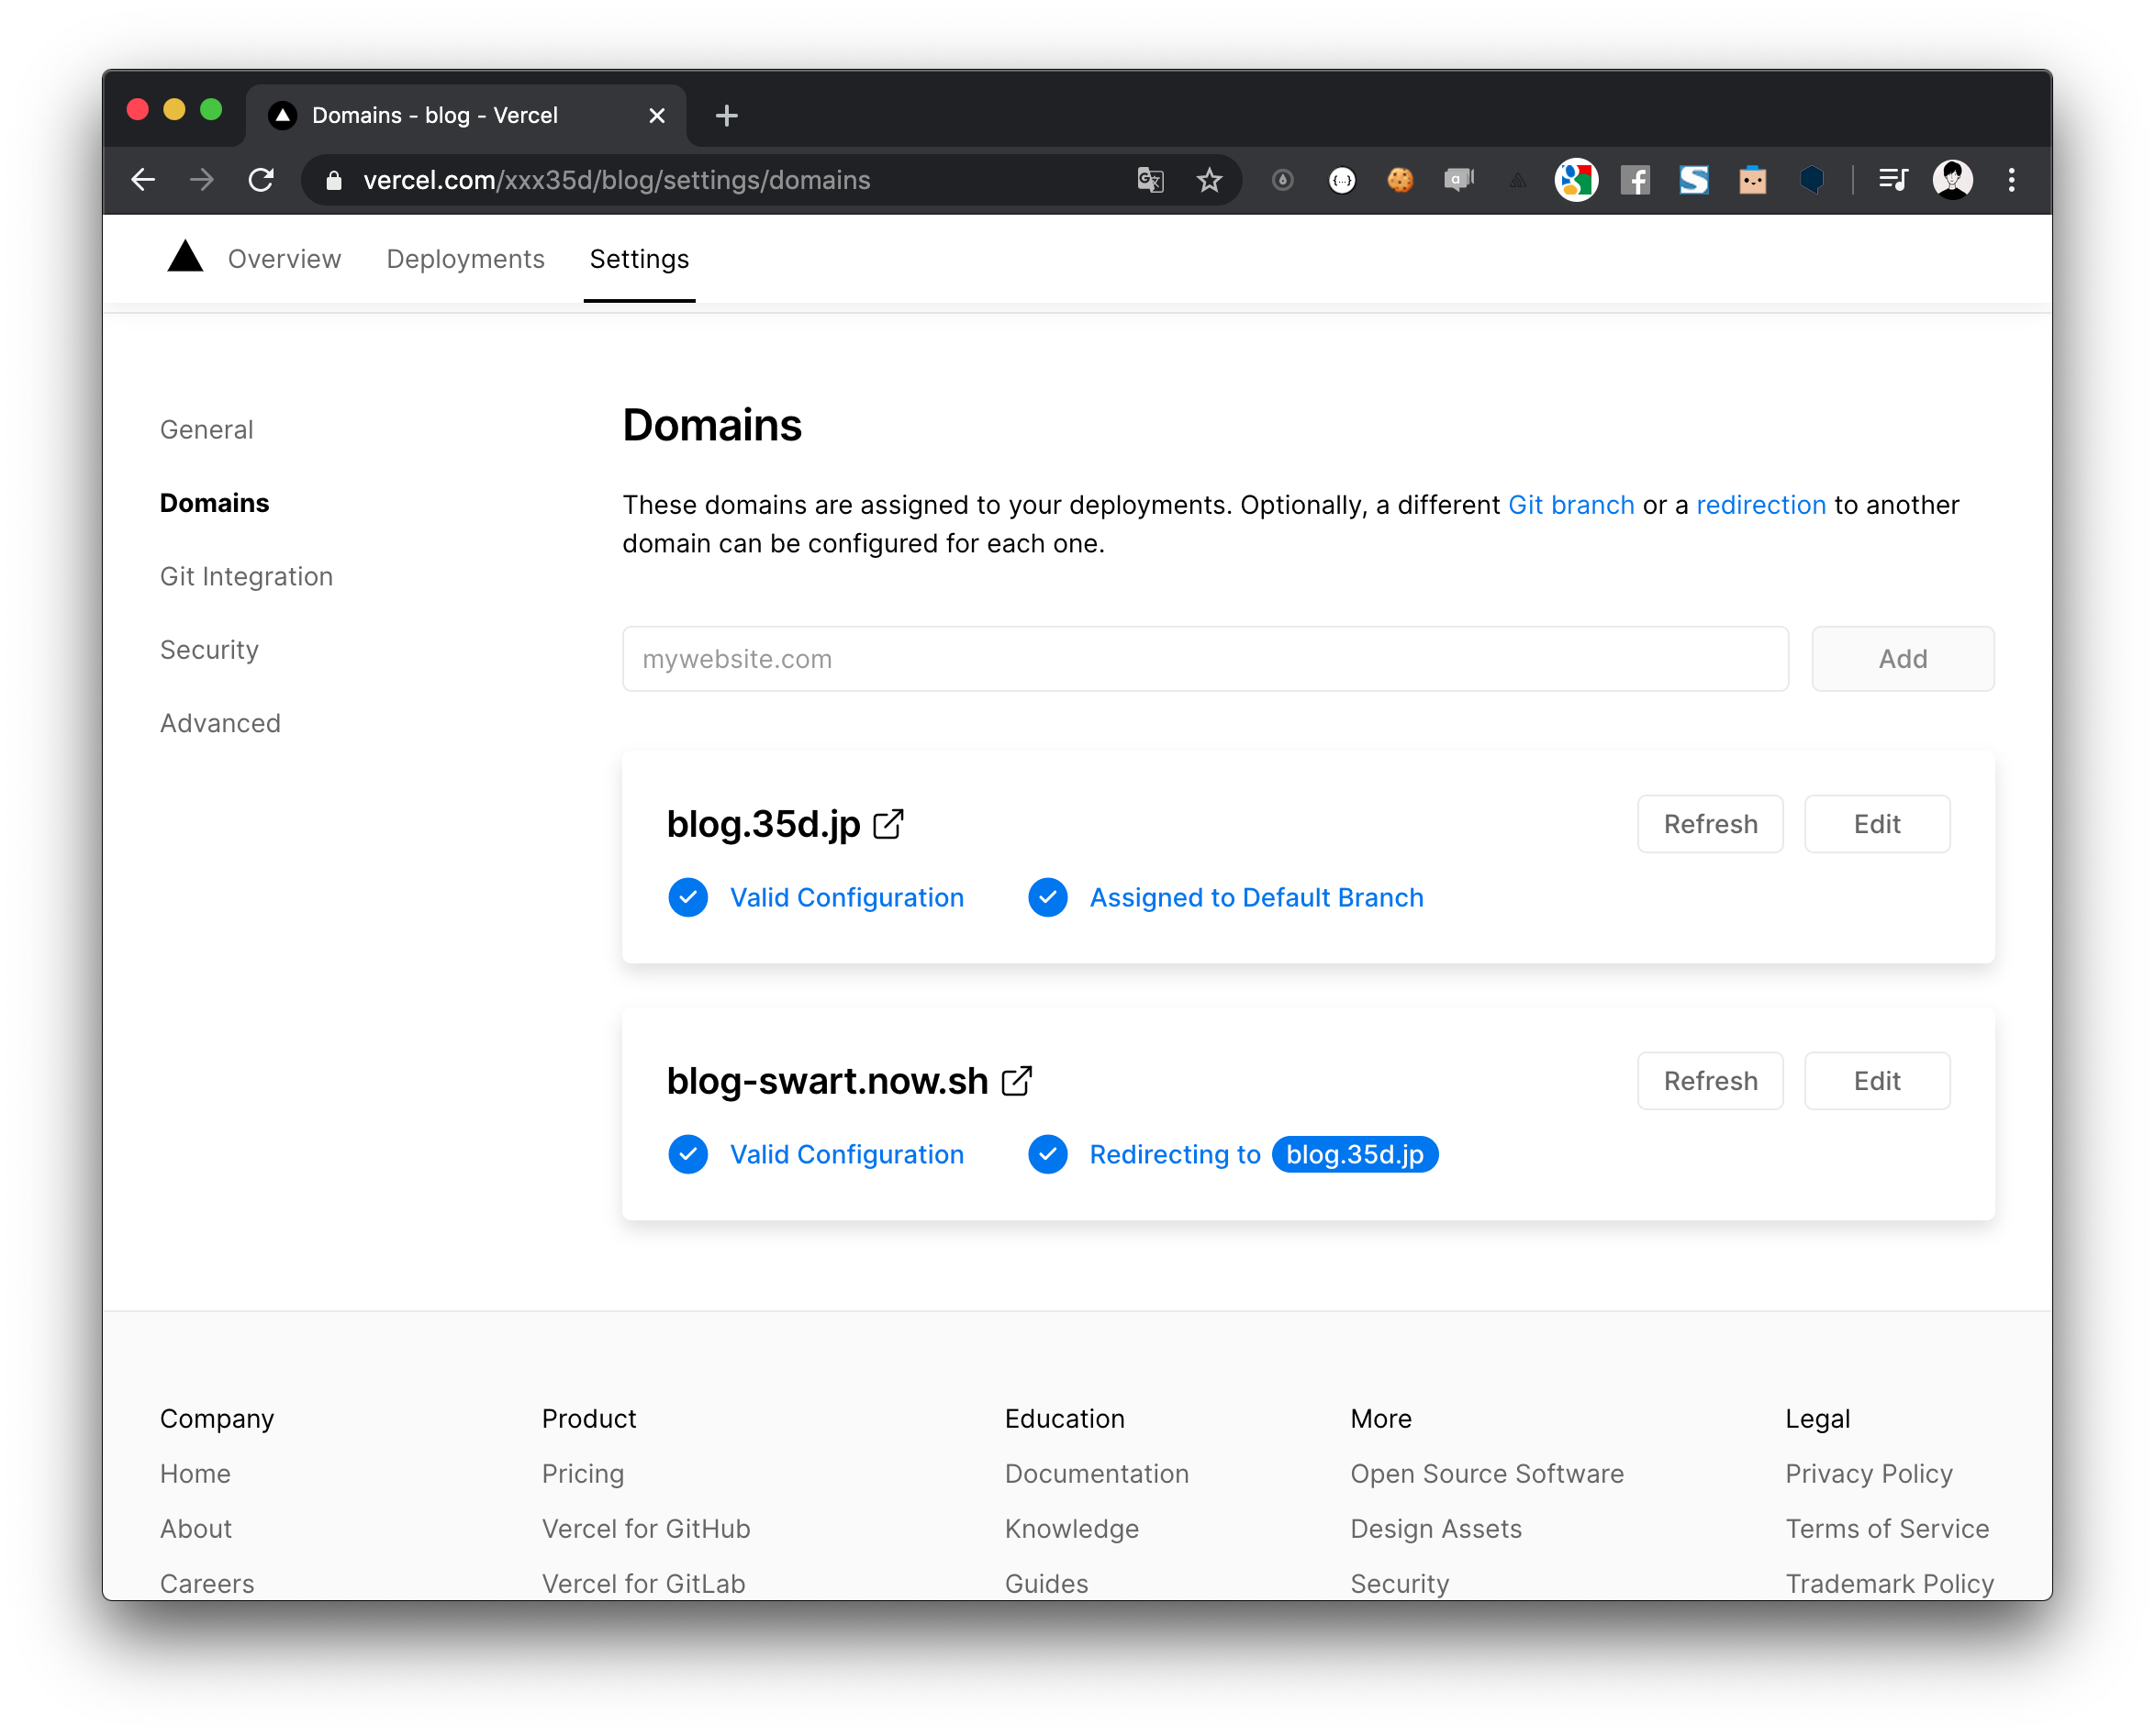 Domains - blog - Vercel
vercel.com/xxx35d/blog/settings/domains
Overview Deployments Settings
General
Domains
Git Integration
Security
Advanced
Domains
These domains are assigned to your deployments. Optionally, a different Git branch or a redirection to another
domain can be configured for each one.
mywebsite.com Add
blog.35d.jp Refresh Edit
Valid Configuration Assigned to Default Branch
blog-swart.now.sh Refresh Edit
Valid Configuration Redirecting to blog.35d.jp
Company Product Education More Legal
Home Pricing Documentation Open Source Software Privacy Policy
About Vercel for GitHub Knowledge Design Assets Terms of Service
Careers Vercel for GitLab Guides Security Trademark Policy